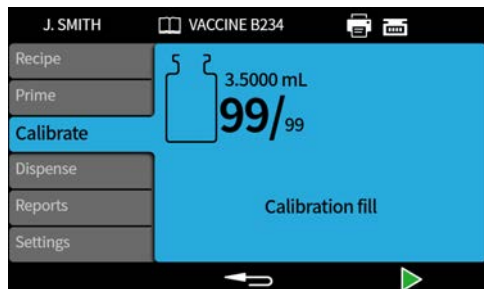 J. SMITH
VACCINE B234
Recipe
Prime
Calibrate
Dispense
Reports
Settings
3.5000 mL
99/99
Calibration fill